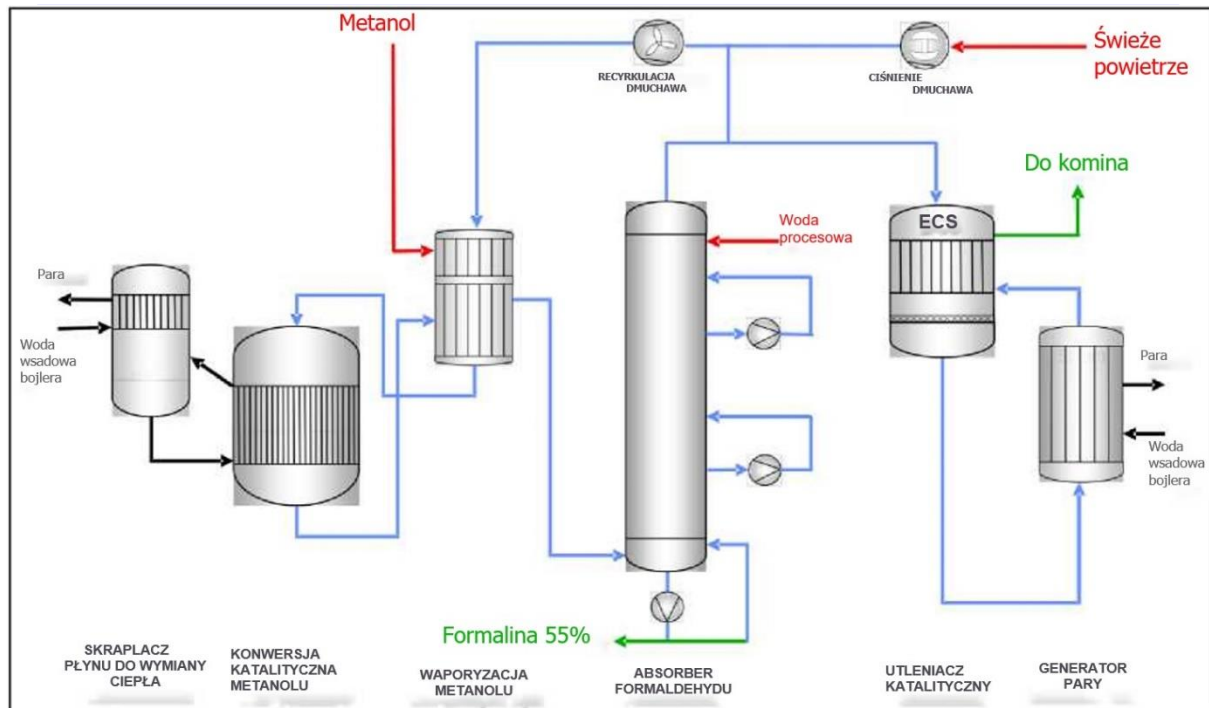 Metanol
RECYRKULACJA
DMUCHAWA
CIŚNIENIE
DMUCHAWA
Świeże
powietrze
Do komina
ECS
Woda
procesowa
Para
Woda
wsadowa
bojlera
Para
Woda
wsadowa
bojlera
Formalina 55%
SKRAPLACZ
PŁYNU DO WYMIANY
CIEPŁA
KONWERSJA
KATALITYCZNA
METANOLU
WAPORYZACJA
METANOLU
ABSORBER
FORMALDEHYDU
UTLENIACZ
KATALITYCZNY
GENERATOR
PARY